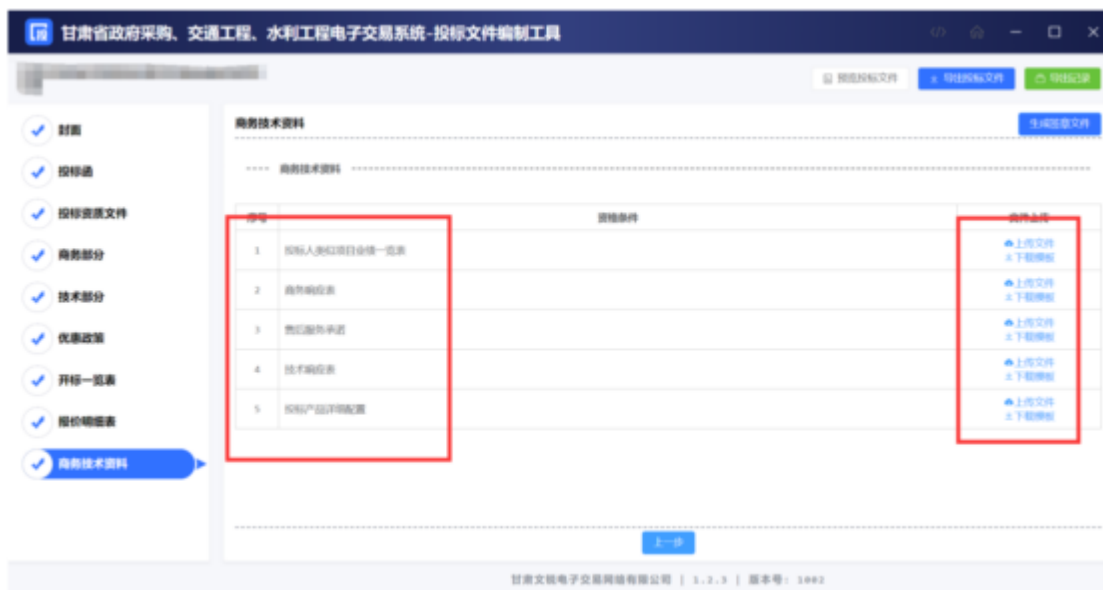 甘肃省政府采购、交通工程、水利工程电子交易系统-投标文件编制工具
预览投标文件
导出投标文件
导出记录
封面
投标函
投标资质文件
商务部分
技术部分
优惠政策
开标一览表
报价明细表
商务技术资料
商务技术资料
生成签章文件
商务技术资料
序号 资格条件 文件上传
1 投标人类似项目业绩一览表 上传文件
下载模板
2 商务响应表 上传文件
下载模板
3 售后服务承诺 上传文件
下载模板
4 技术响应表 上传文件
下载模板
5 投标产品详细配置 上传文件
下载模板
上一步
甘肃文锐电子交易网络有限公司 | 1.2.3 | 版本号: 1002